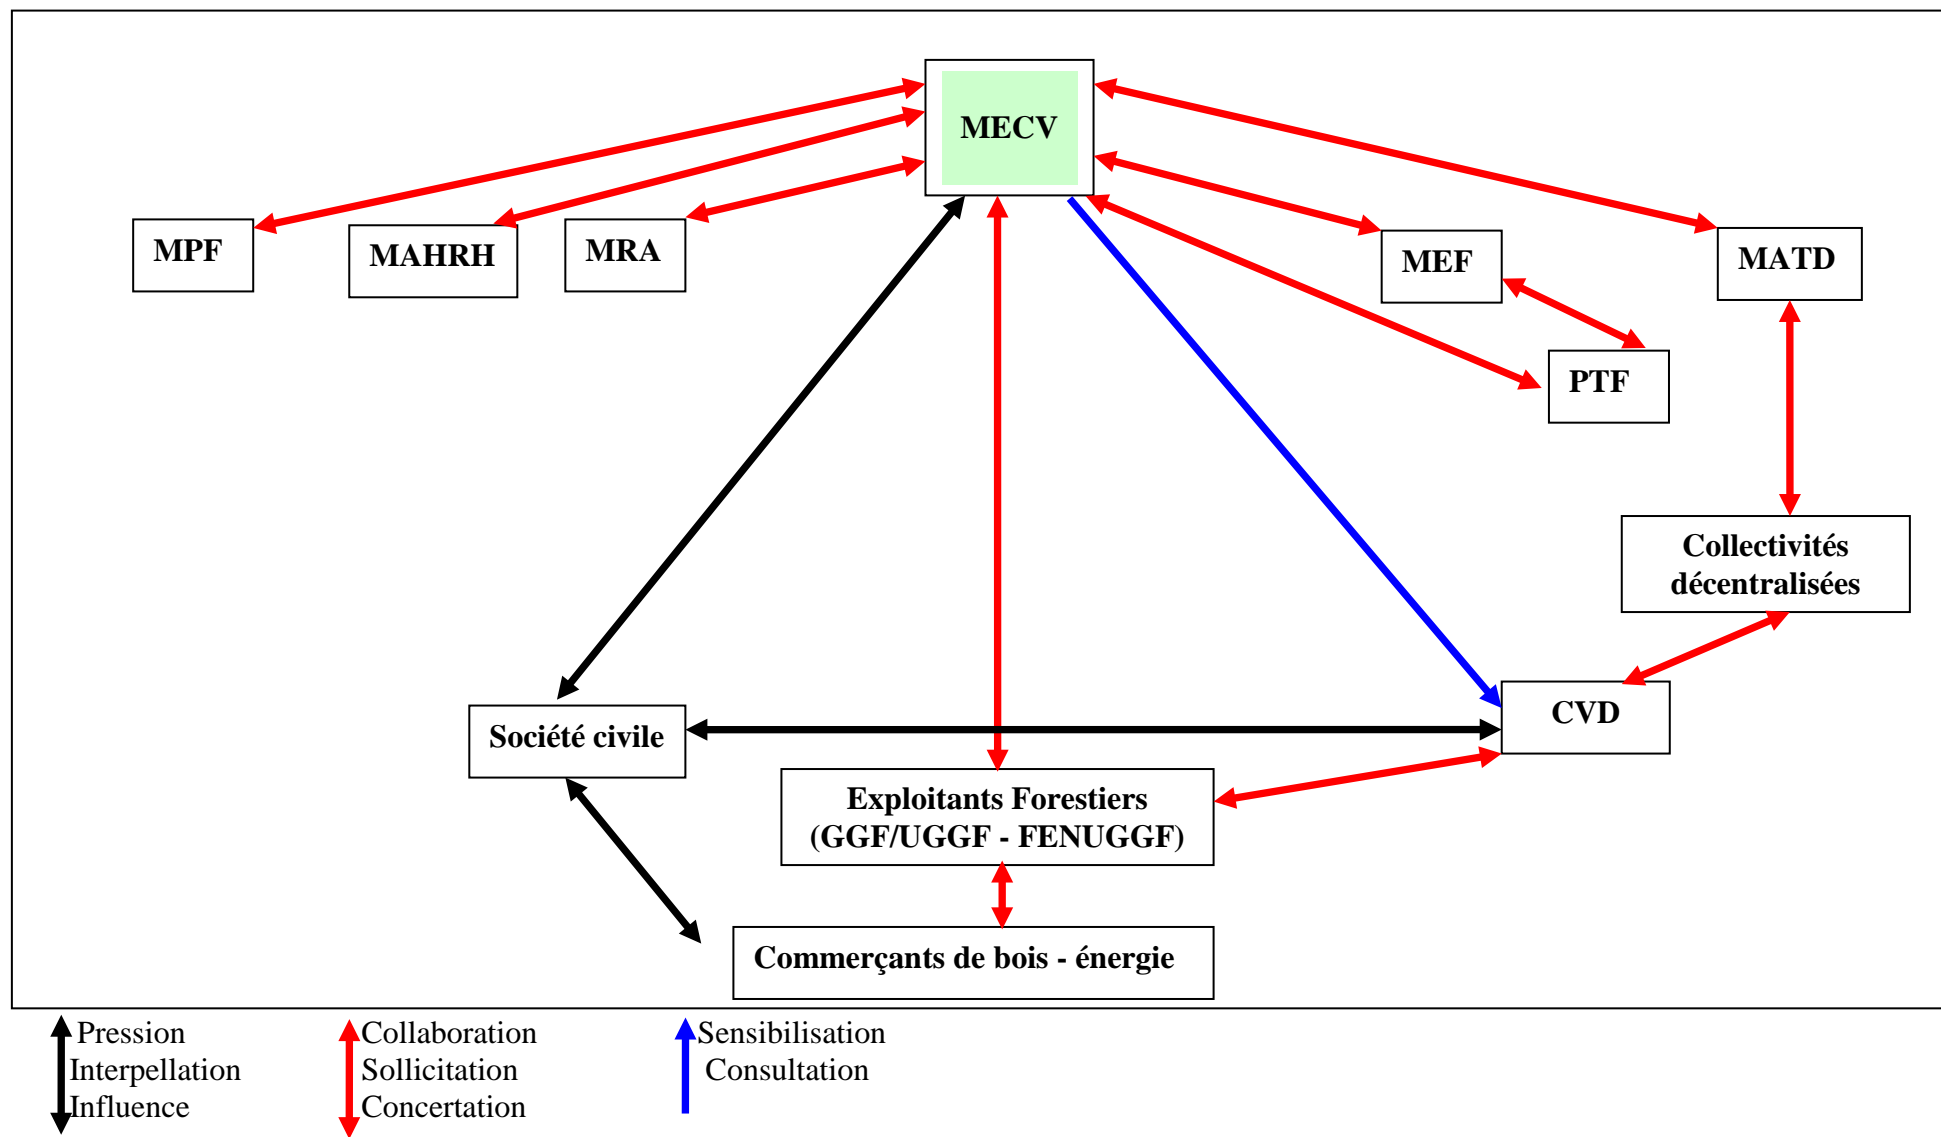 MECV
MPF
MAHRH
MRA
MEF
MATD
PTF
Collectivités
décentralisées
CVD
Société civile
Exploitants Forestiers
(GGF/UGGF - FENUGGF)
Commerçants de bois - énergie
Pression
Interpellation
Influence
Collaboration
Sollicitation
Concertation
Sensibilisation
Consultation